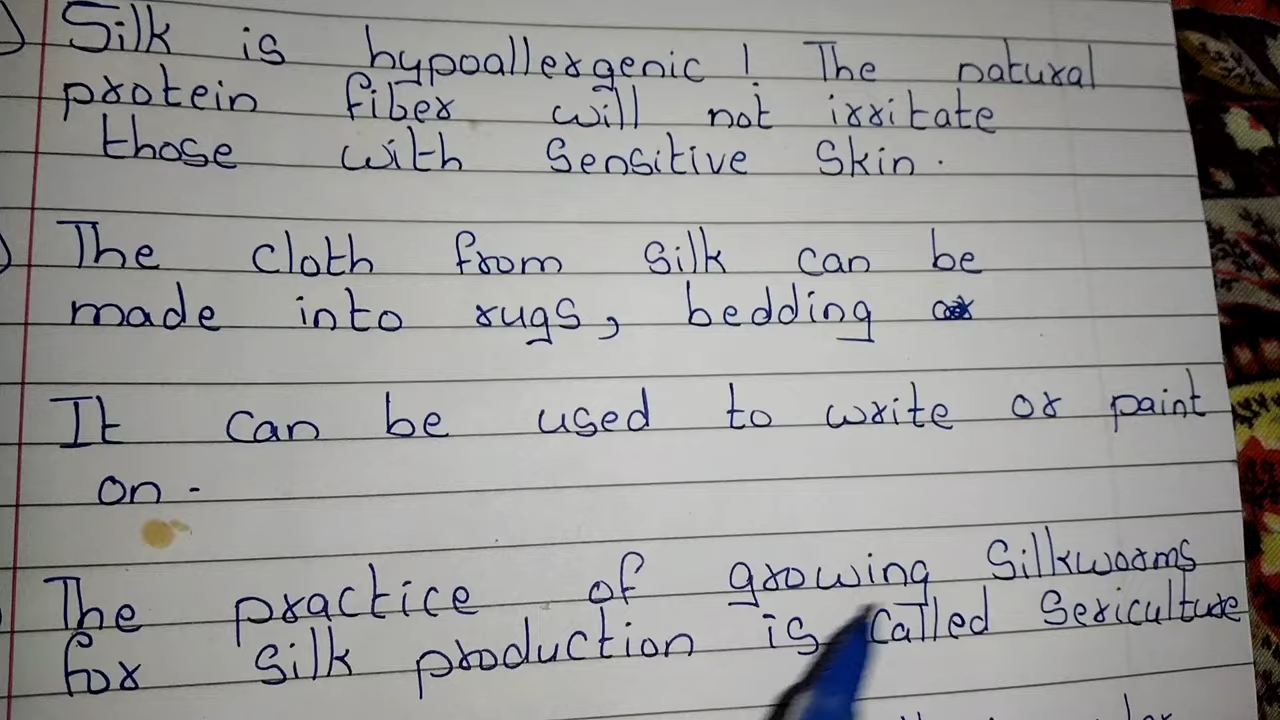 Silk is hypoallergenic! The natural
protein fiber will not irritate
those with Sensitive Skin.
The cloth from Silk can be
made into rugs, bedding
It can be used to write or paint
on.
The practice of growing Silkworms
for Silk production is called Sericulture